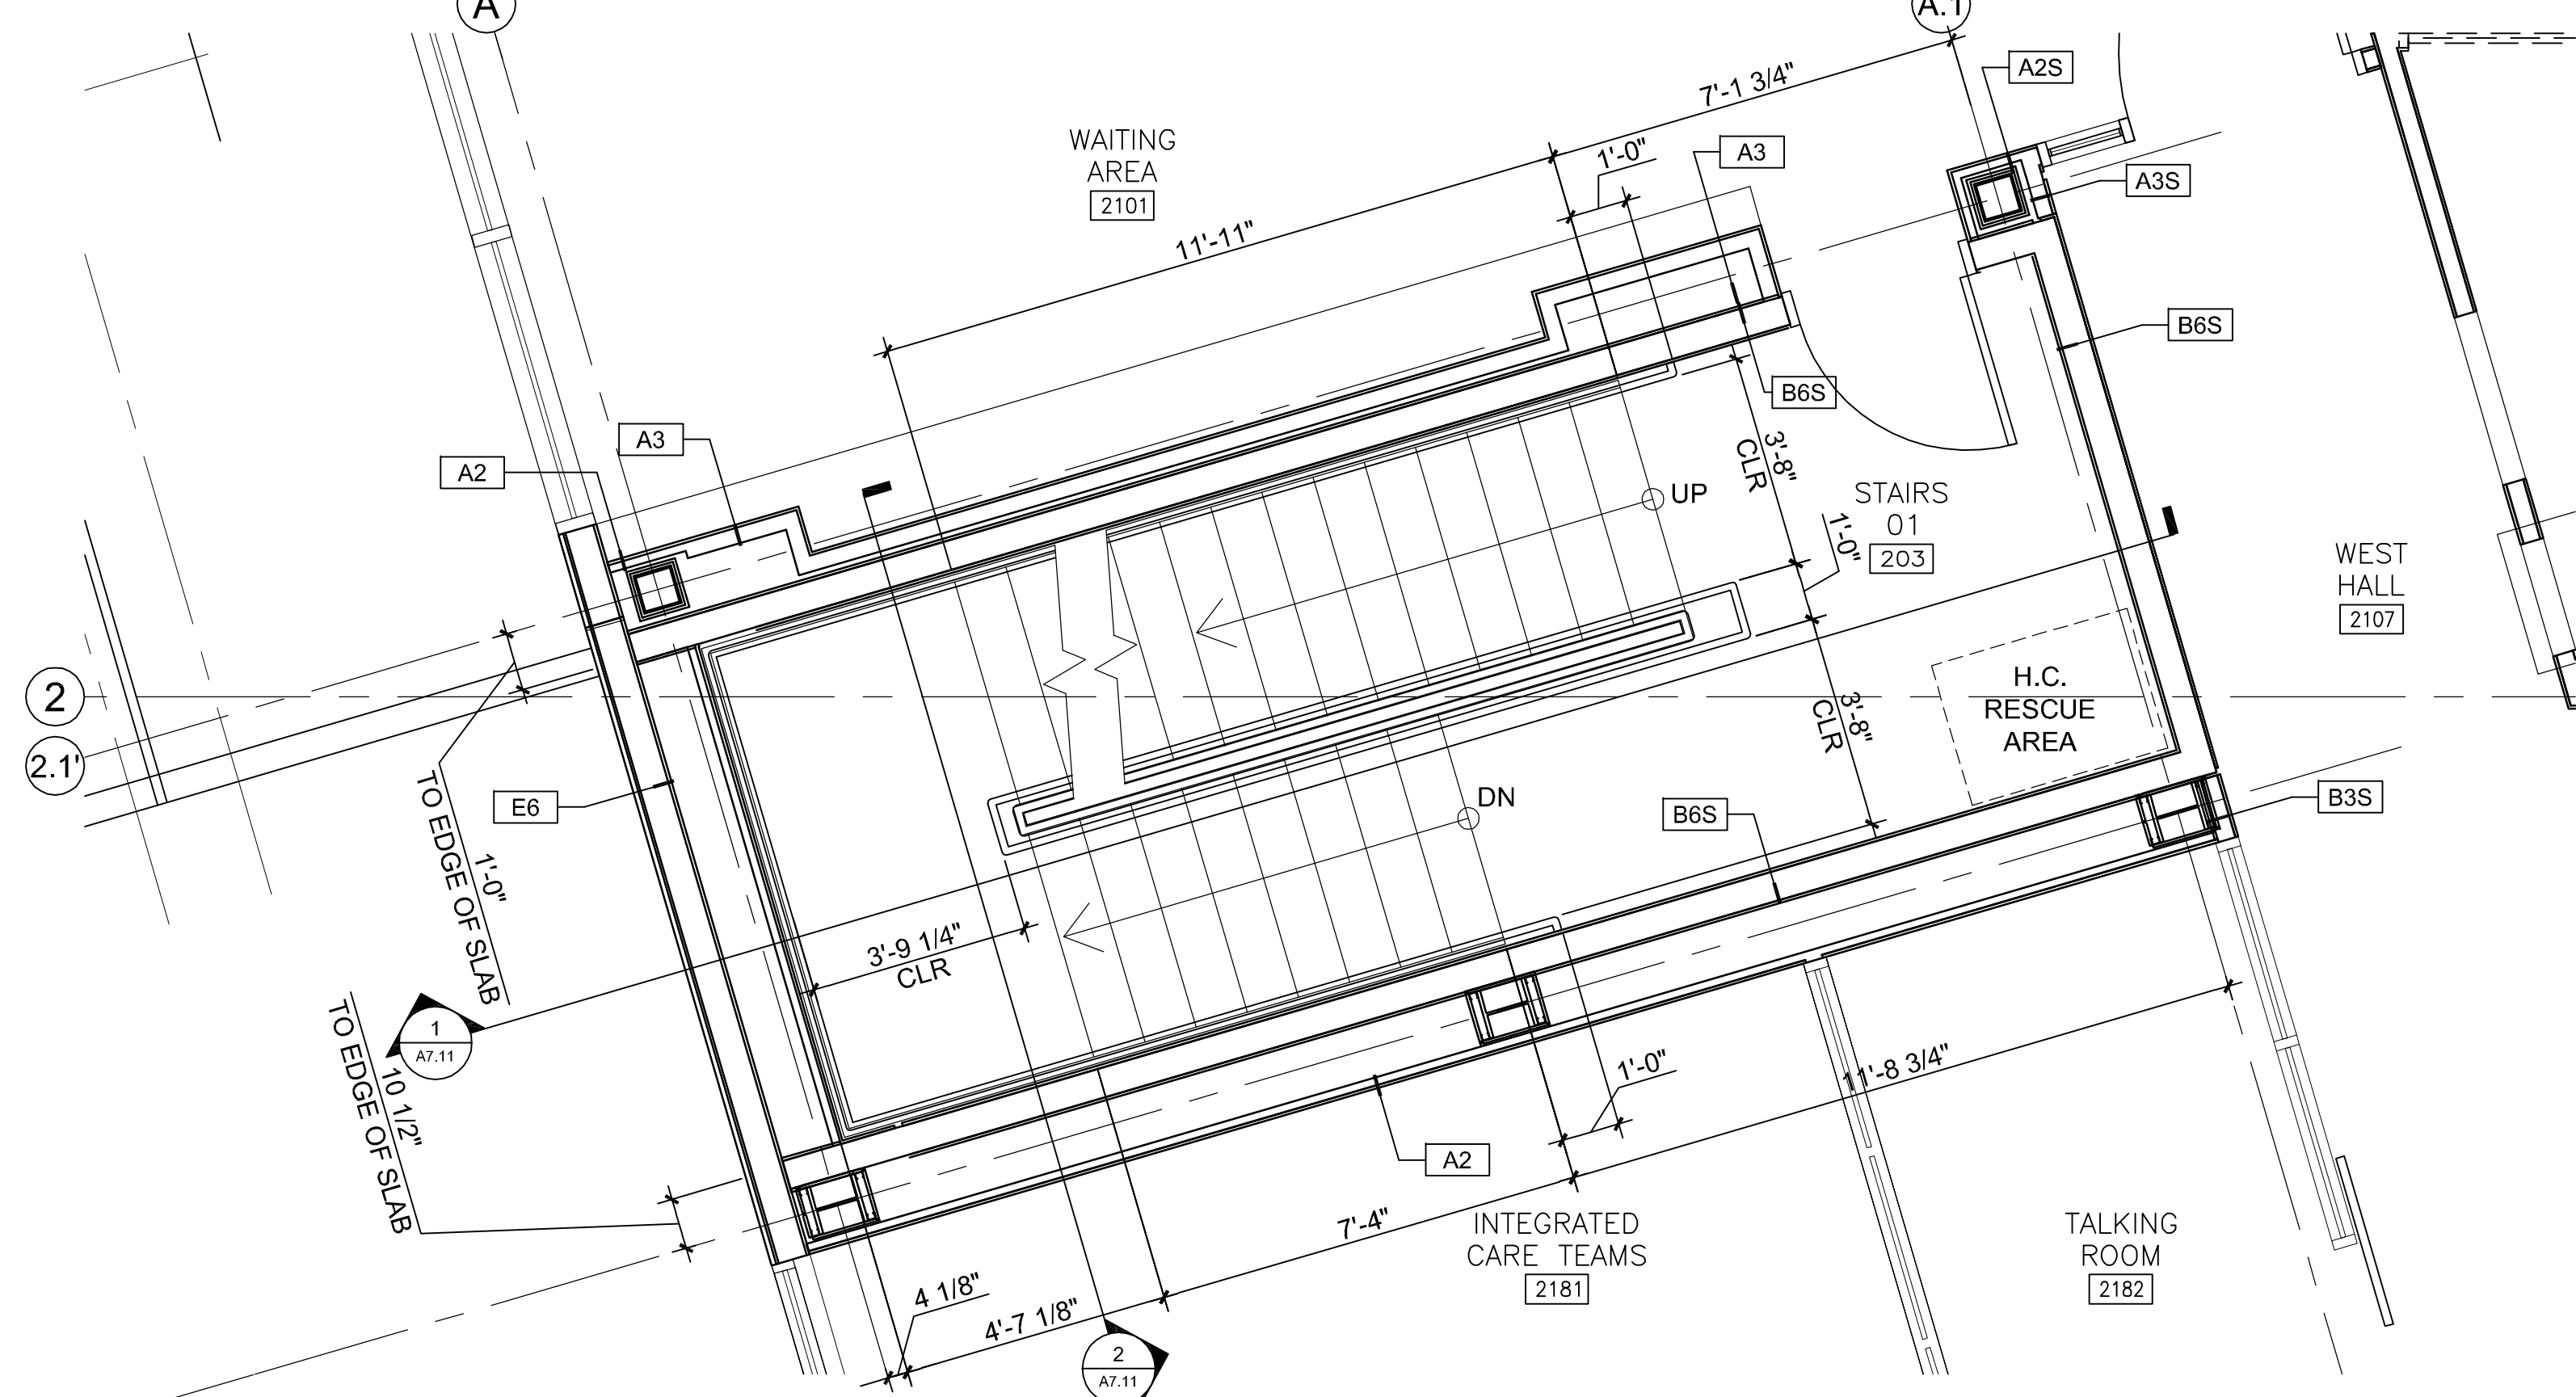 A
A.1
A2S
7'-1 3/4"
WAITING
AREA
2101
1'-0"
A3
A3S
11'-11"
B6S
B6S
A3
A2
3'-8"
CLR
UP
STAIRS
01
203
1'-0"
WEST
HALL
2107
2
2.1'
H.C.
RESCUE
AREA
3'-8"
CLR
E6
DN
B6S
B3S
1'-0"
TO EDGE OF SLAB
3'-9 1/4"
CLR
1
A7.11
10 1/2"
TO EDGE OF SLAB
1'-0"
11'-8 3/4"
A2
7'-4"
INTEGRATED
CARE TEAMS
2181
TALKING
ROOM
2182
4 1/8"
4'-7 1/8"
2
A7.11